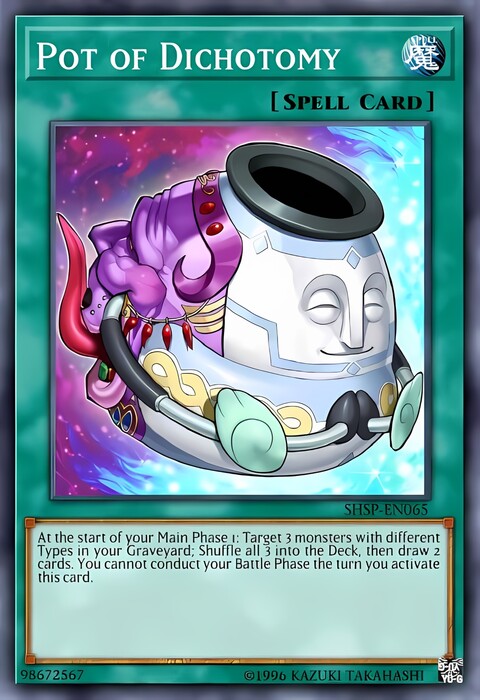 POT OF DICHOTOMY
[SPELL CARD]
SHSP-EN065
At the start of your Main Phase 1: Target 3 monsters with different
Types in your Graveyard; Shuffle all 3 into the Deck, then draw 2
cards. You cannot conduct your Battle Phase the turn you activate
this card.
98672567
©1996 KAZUKI TAKAHASHI